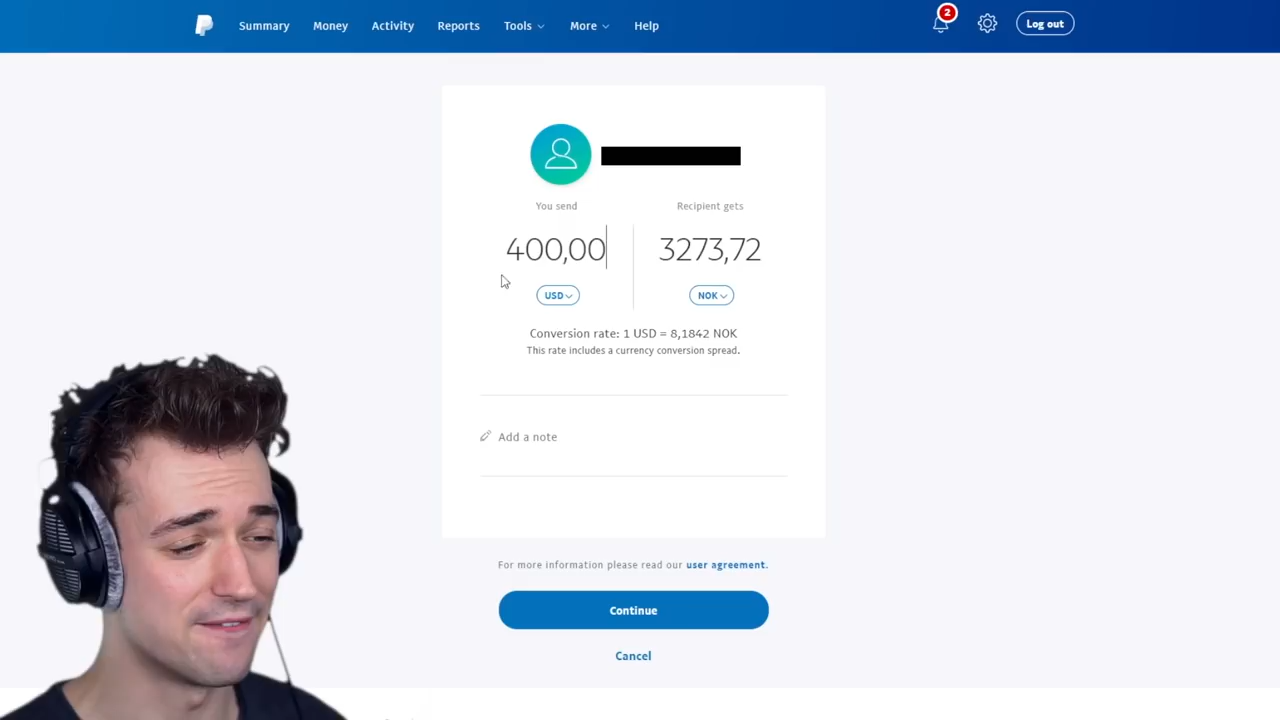 Summary Money Activity Reports Tools More Help 2 Log out
You send Recipient gets
400,00 3273,72
USD NOK
Conversion rate: 1 USD = 8,1842 NOK
This rate includes a currency conversion spread.
Add a note
For more information please read our user agreement.
Continue
Cancel